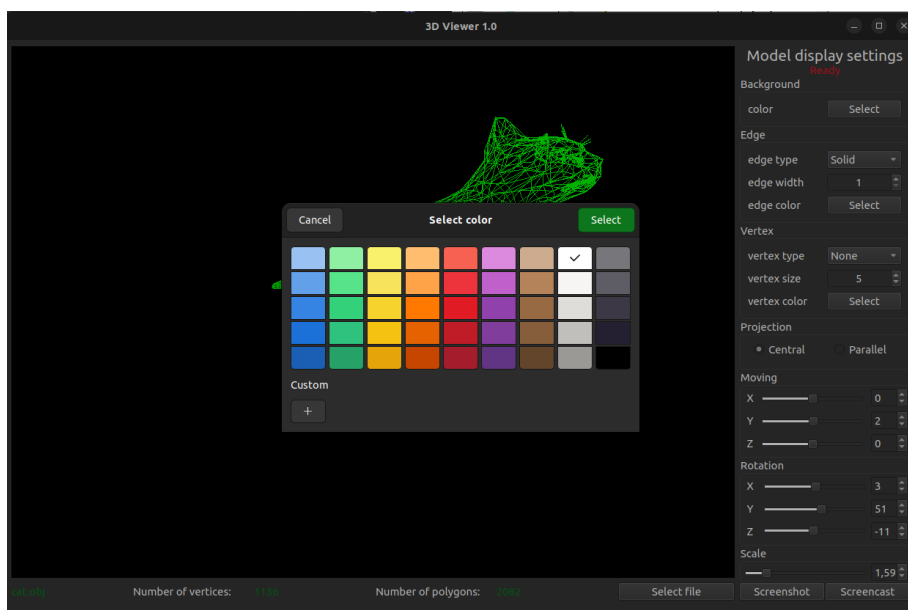 3D Viewer 1.0
Model display settings
Ready
Background
color Select
Edge
edge type Solid
edge width 1
edge color Select
Vertex
vertex type None
vertex size 5
vertex color Select
Projection
Central Parallel
Moving
X 0
Y 2
Z 0
Rotation
X 3
Y 51
Z -11
Scale
1,59
Cancel Select color Select
Custom
+
cat.obj Number of vertices: 1136 Number of polygons: 2082 Select file Screenshot Screencast